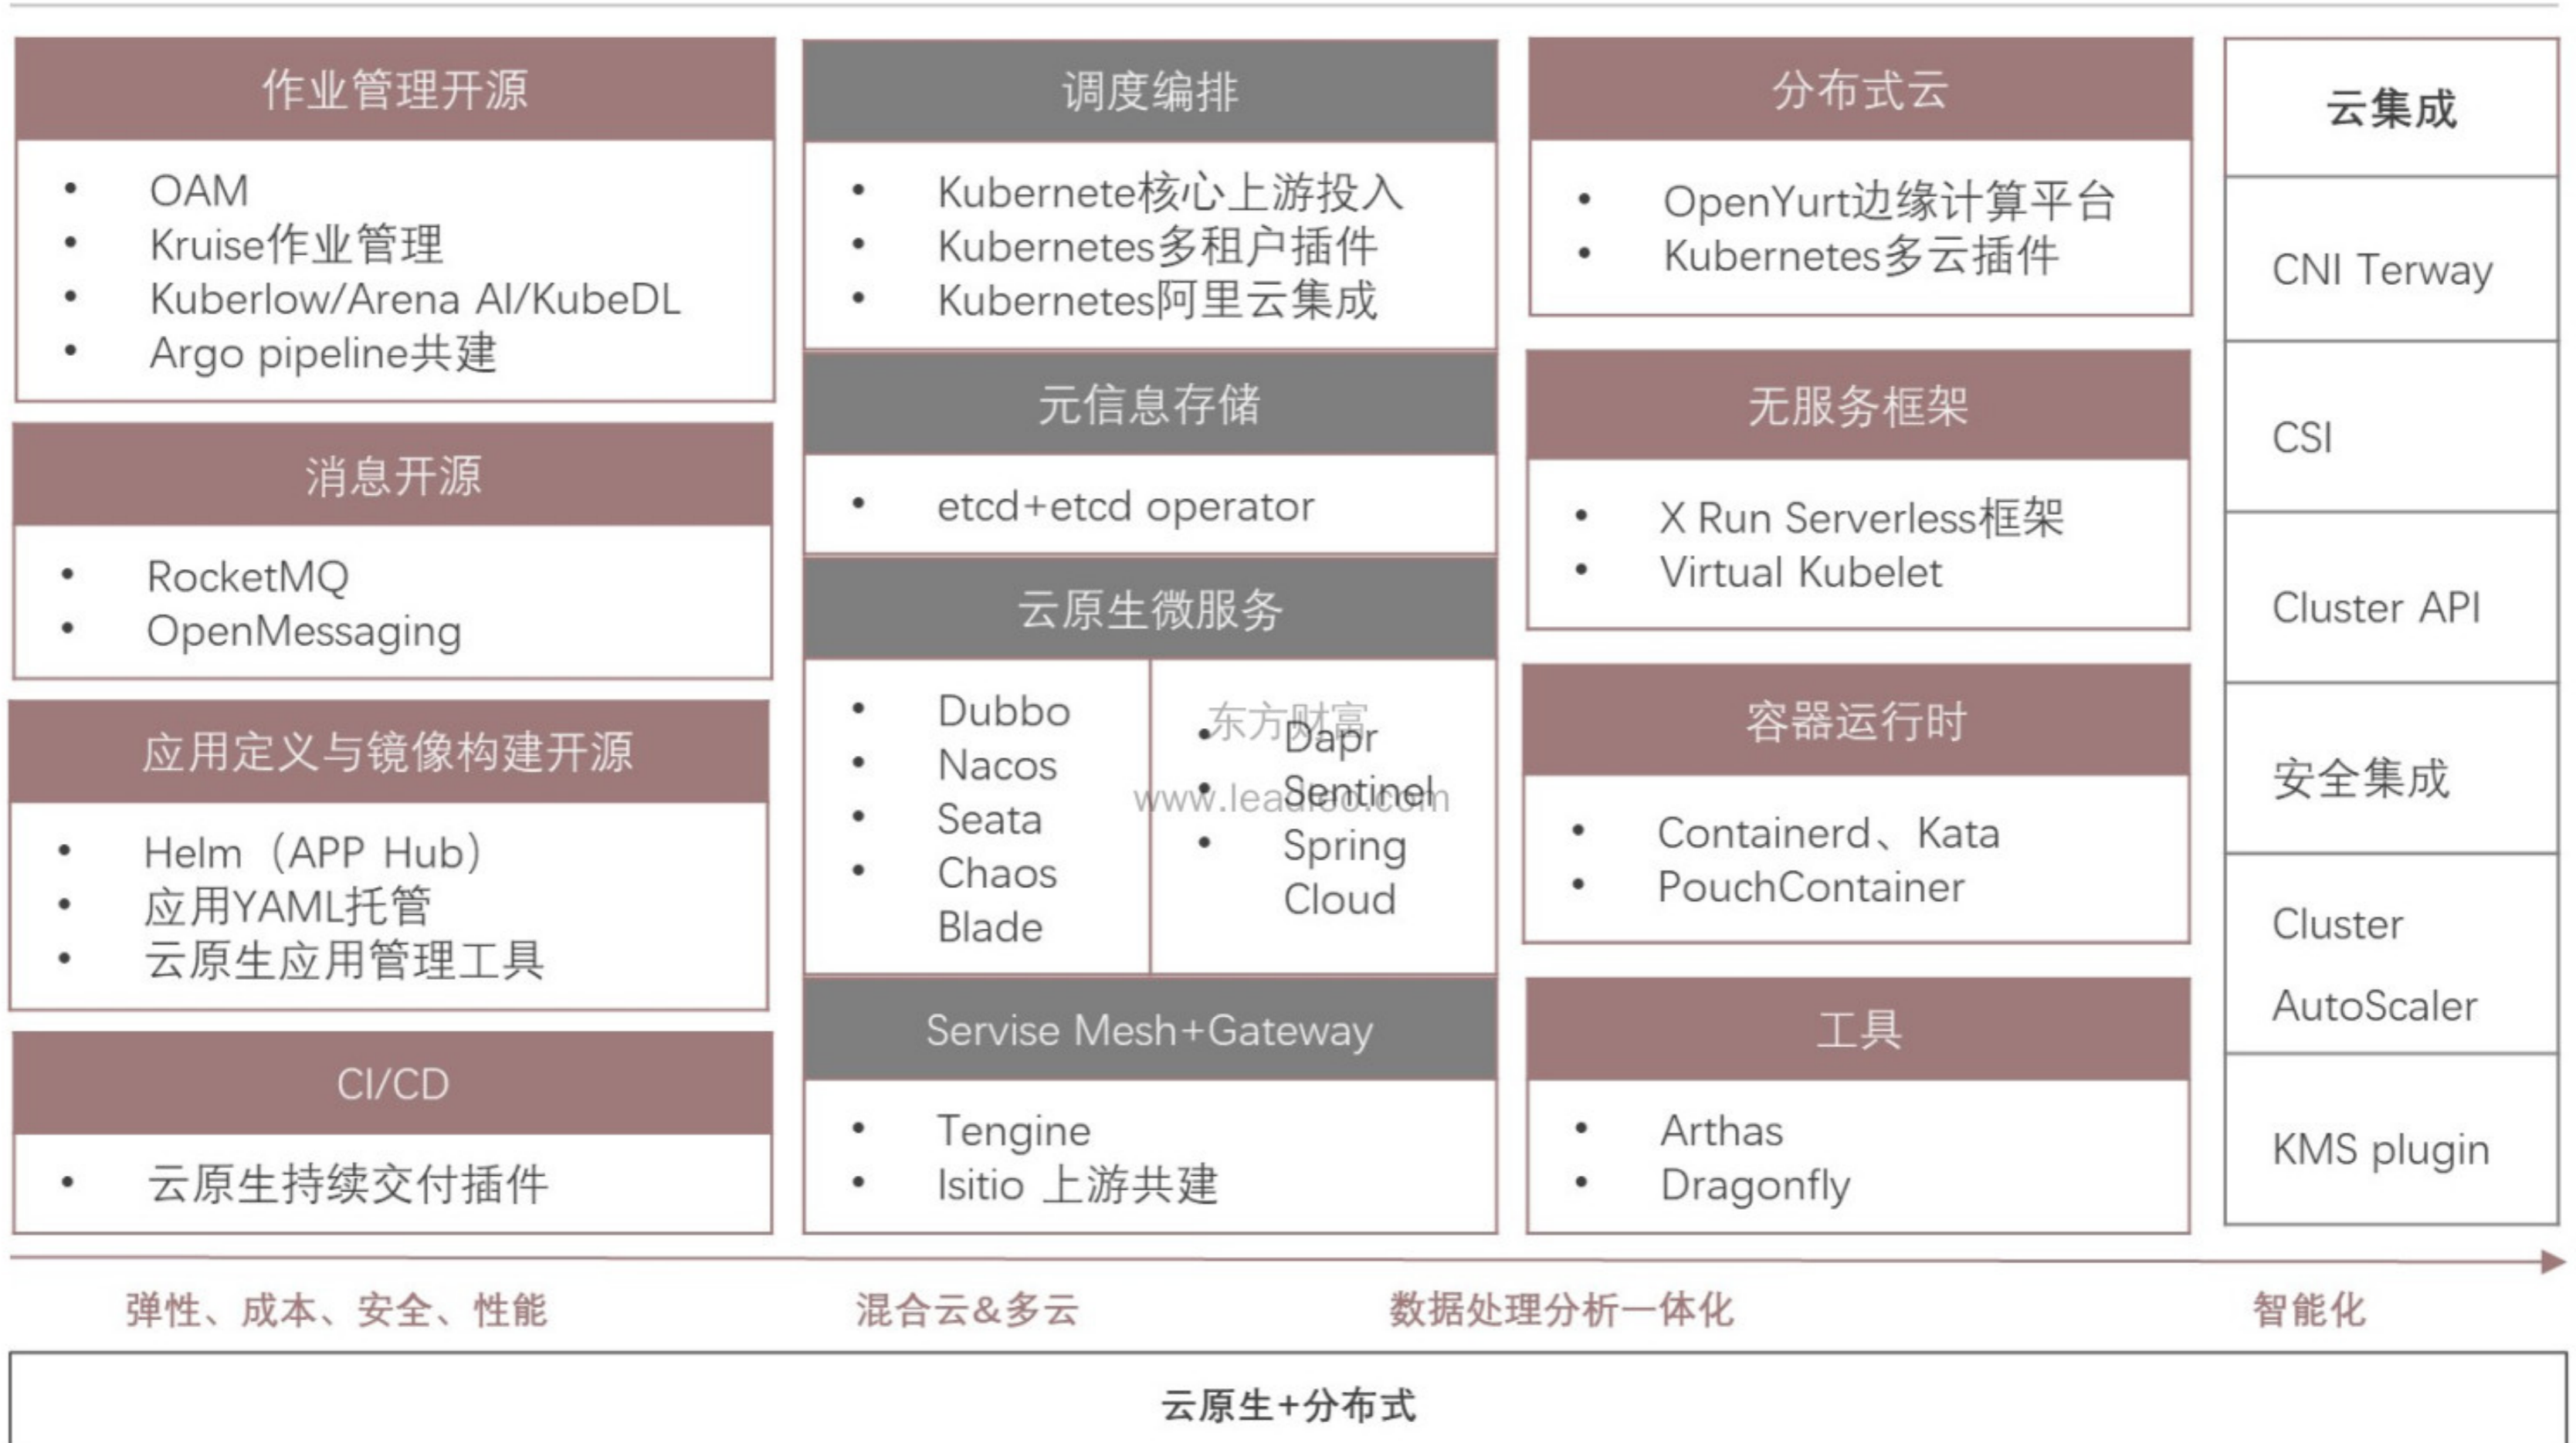 作业管理开源
OAM
Kruise作业管理
Kuberlow/Arena AI/KubeDL
Argo pipeline共建
消息开源
RocketMQ
OpenMessaging
应用定义与镜像构建开源
Helm（APP Hub）
应用YAML托管
云原生应用管理工具
CI/CD
云原生持续交付插件
调度编排
Kubernete核心上游投入
Kubernetes多租户插件
Kubernetes阿里云集成
元信息存储
etcd+etcd operator
云原生微服务
Dubbo
Nacos
Seata
Chaos
Blade
东方财富
Dapr
Sentinel
www.leadleo.com
Spring
Cloud
Servise Mesh+Gateway
Tengine
Isitio 上游共建
分布式云
OpenYurt边缘计算平台
Kubernetes多云插件
无服务框架
X Run Serverless框架
Virtual Kubelet
容器运行时
Containerd、Kata
PouchContainer
工具
Arthas
Dragonfly
云集成
CNI Terway
CSI
Cluster API
安全集成
Cluster
AutoScaler
KMS plugin
弹性、成本、安全、性能
混合云&多云
数据处理分析一体化
智能化
云原生+分布式